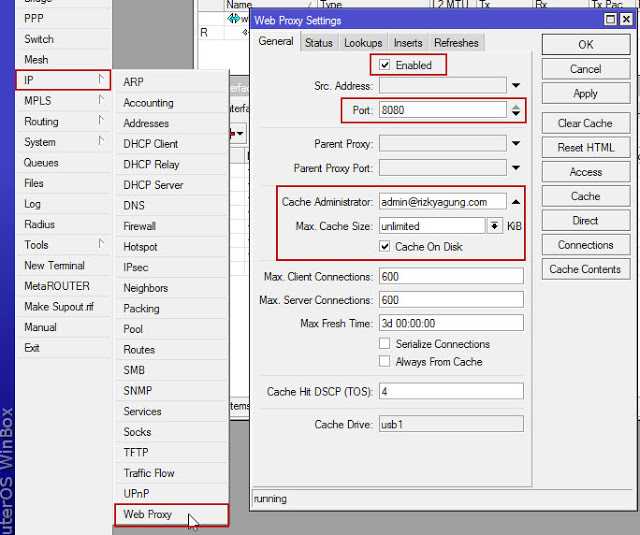 Bridge
PPP
Switch
Mesh
IP
MPLS
Routing
System
Queues
Files
Log
Radius
Tools
New Terminal
MetaROUTER
Make Supout.rif
Manual
Exit
uterOS WinBox
ARP
Accounting
Addresses
DHCP Client
DHCP Relay
DHCP Server
DNS
Firewall
Hotspot
IPsec
Neighbors
Packing
Pool
Routes
SMB
SNMP
Services
Socks
TFTP
Traffic Flow
UPnP
Web Proxy
Name
Type
L2 MTU
Tx
Rx
Tx Pac
R
Web Proxy Settings
General
Status
Lookups
Inserts
Refreshes
Enabled
Src. Address:
Port: 8080
Parent Proxy:
Parent Proxy Port:
Cache Administrator: admin@rizkyagung.com
Max. Cache Size: unlimited KiB
Cache On Disk
Max. Client Connections: 600
Max. Server Connections: 600
Max Fresh Time: 3d 00:00:00
Serialize Connections
Always From Cache
Cache Hit DSCP (TOS): 4
Cache Drive: usb1
running
OK
Cancel
Apply
Clear Cache
Reset HTML
Access
Cache
Direct
Connections
Cache Contents